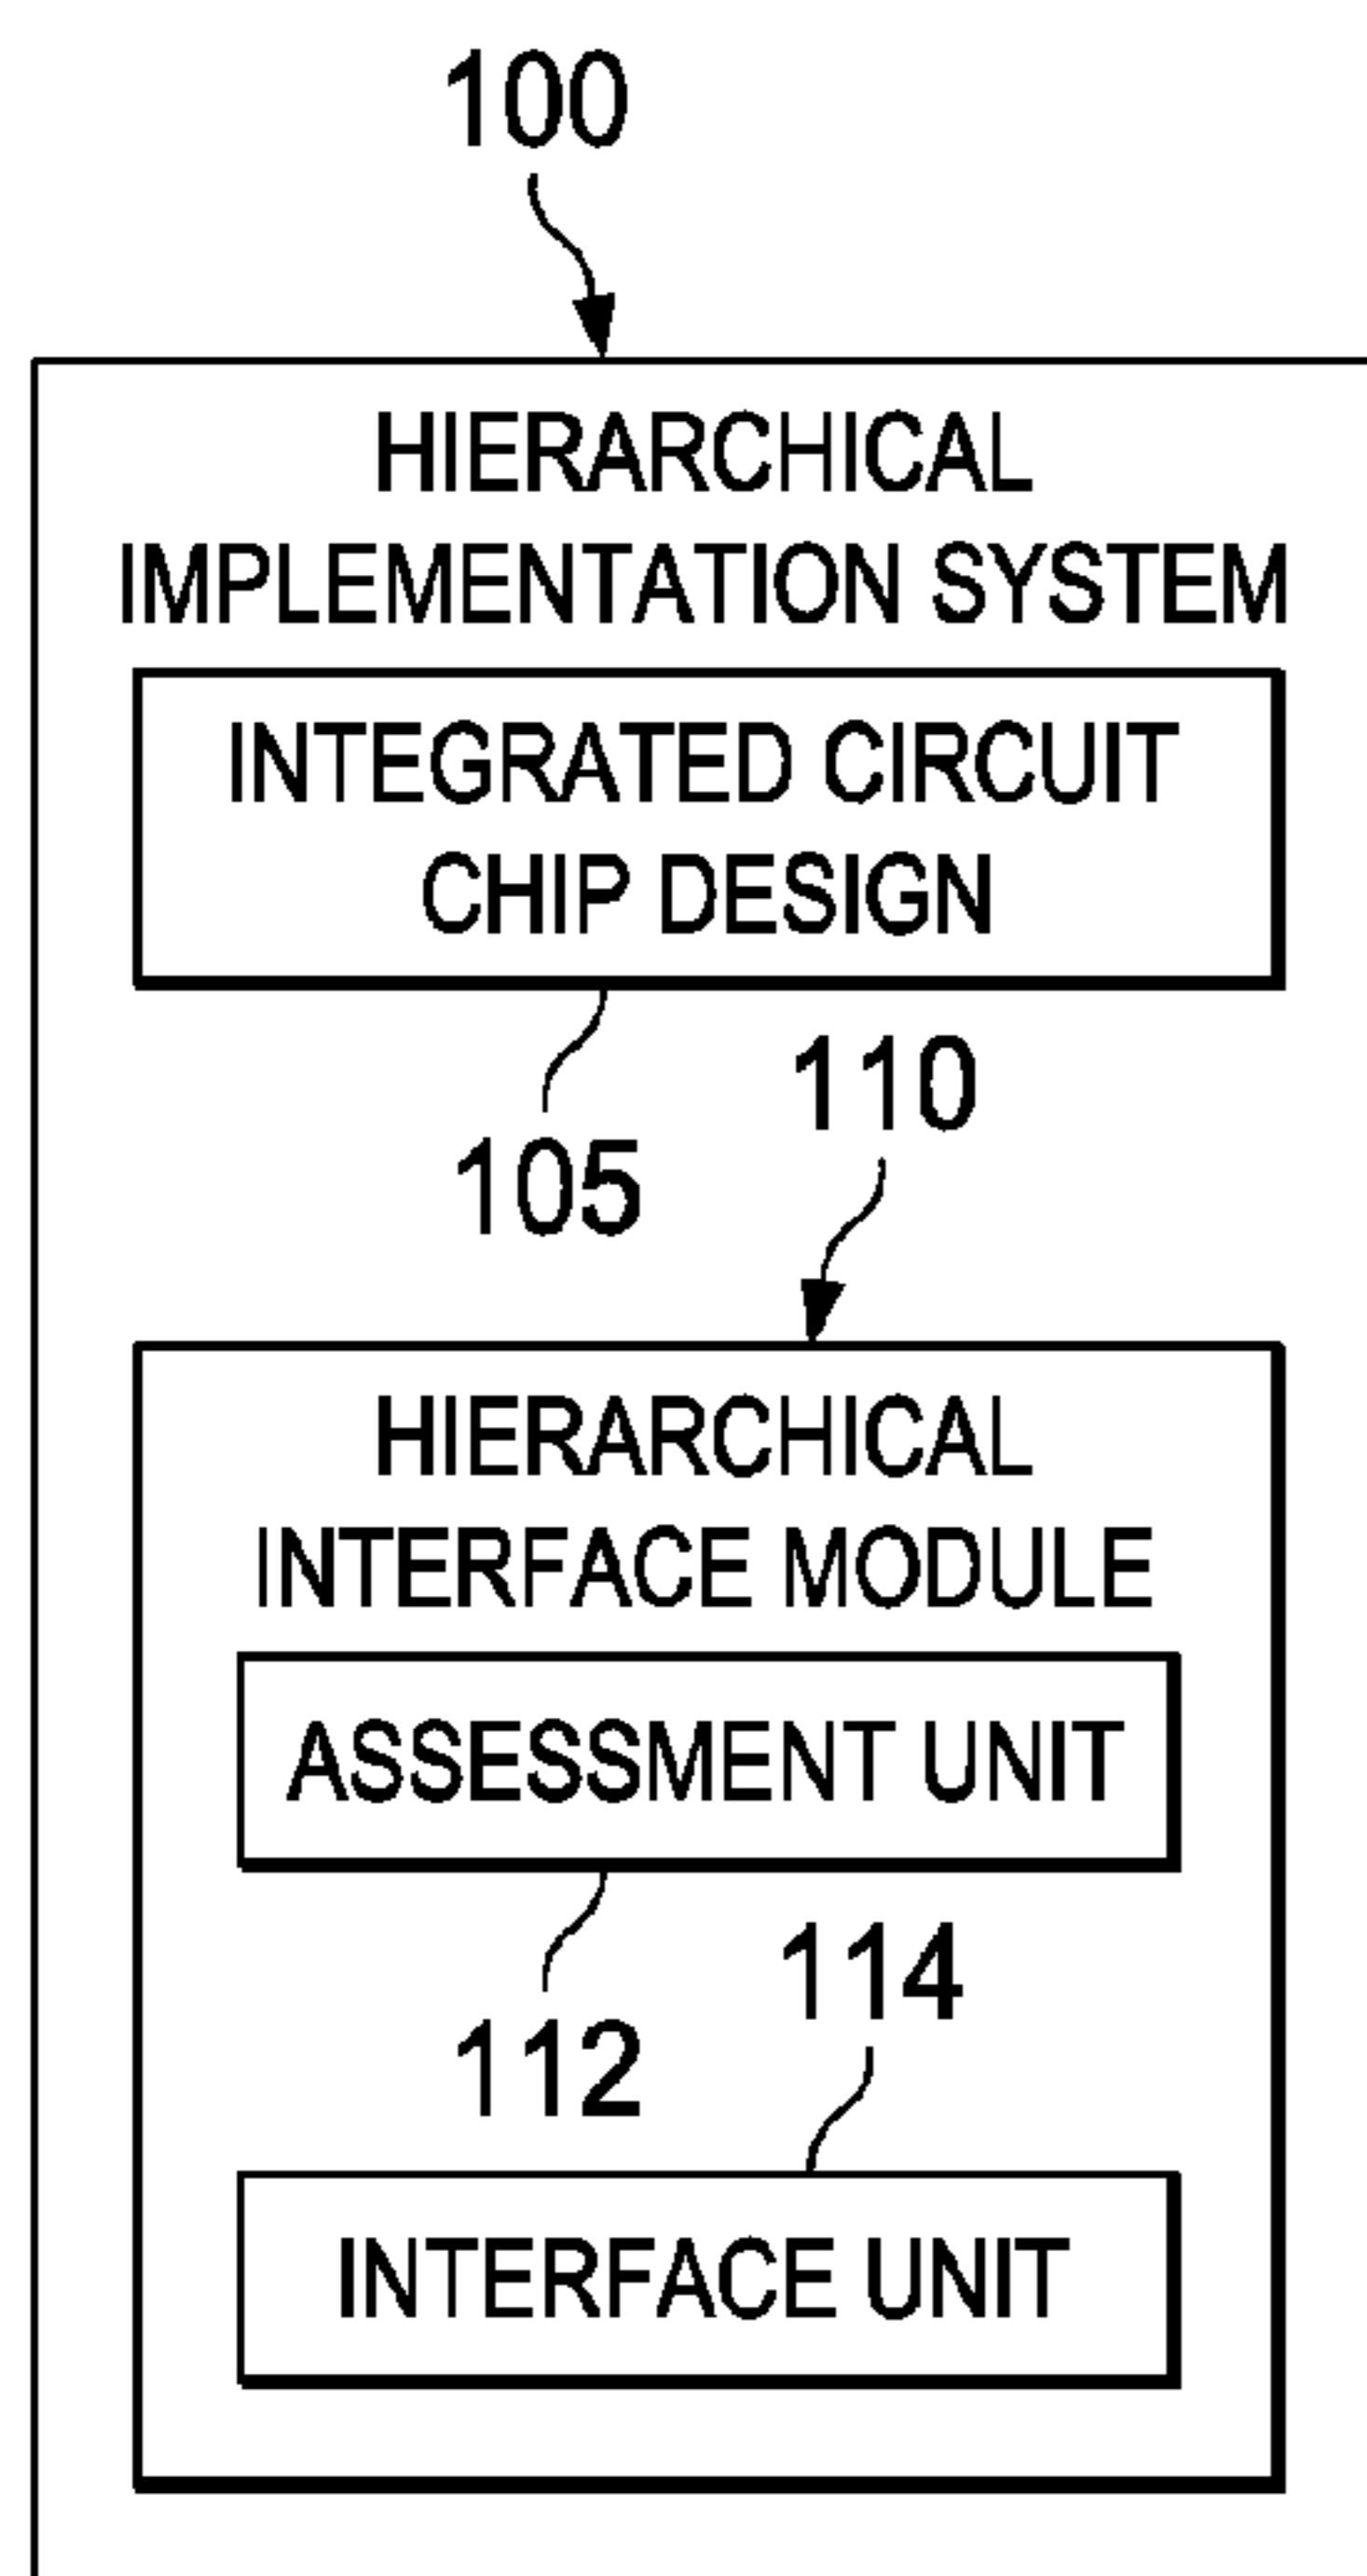 100
HIERARCHICAL
IMPLEMENTATION SYSTEM
INTEGRATED CIRCUIT
CHIP DESIGN
110
105
HIERARCHICAL
INTERFACE MODULE
ASSESSMENT UNIT
114
112
INTERFACE UNIT